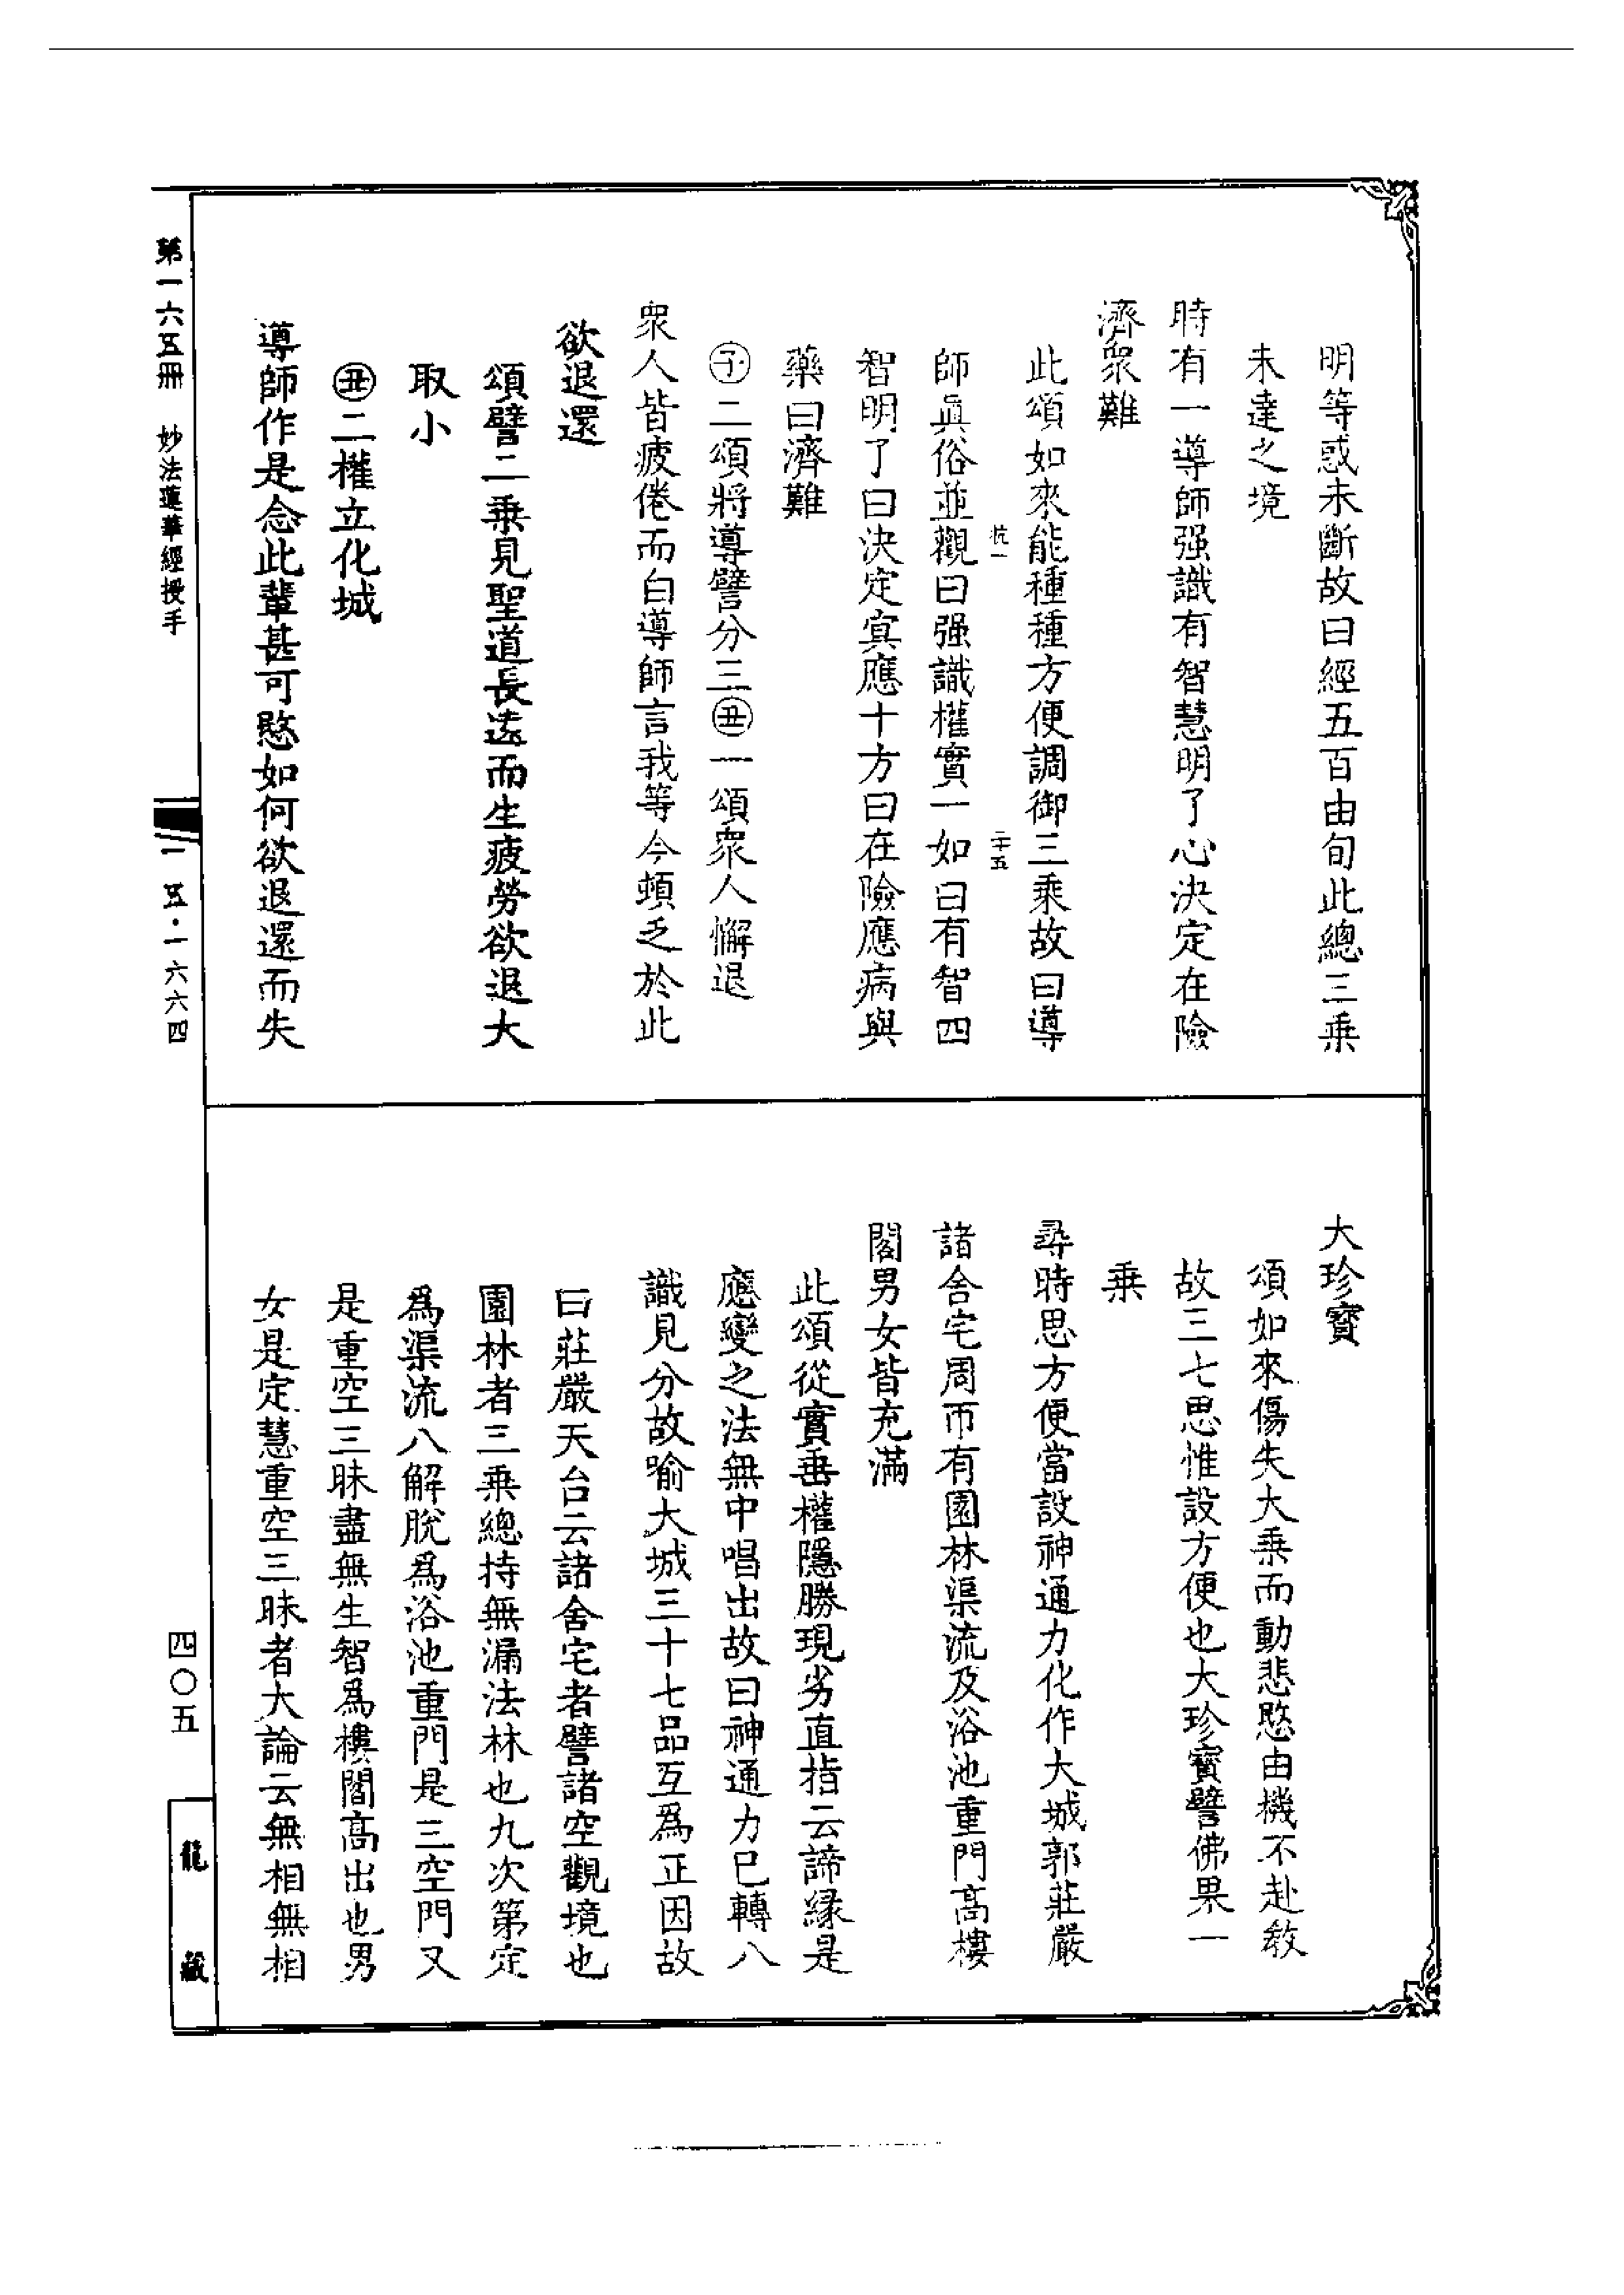 明等惑未斷故曰經五百由旬此總三乘
未達之境
時有一導師强識有智慧明了心決定在險
濟衆難
此頌如來能種種方便調御三乘故曰導
師眞俗並觀曰强識權實一如曰有智四
智明了曰決定寘應十方曰在險應病與
藥曰濟難
㊀二頌將導譬分三㊀一頌衆人懈退
衆人皆疲倦而白導師言我等今頓乏於此
欲退還
頌譬二乘見聖道長遠而生疲勞欲退大
取小
丑二權立化城
導師作是念此輩甚可愍如何欲退還而失
大珍寶
頌如來傷失大乘而動悲愍由機不赴敎
故三七思惟設方便也大珍寶譬佛果一
乘
尋時思方便當設神通力化作大城郭莊嚴
諸舍宅周帀有園林渠流及浴池重門高樓
閣男女皆充滿
此頌從實垂權隱勝現劣直指云諦緣是
應變之法無中唱出故曰神通力已轉八
識見分故喻大城三十七品互爲正因故
曰莊嚴天台云諸舍宅者譬諸空觀境也
園林者三乘總持無漏法林也九次第定
爲渠流八解脫爲浴池重門是三空門又
是重空三昧盡無生智爲樓閣高出也男
女是定慧重空三昧者大論云無相無相
第一六五冊 妙法蓮華經授手
一五·一六六四
四〇五
龍藏
二十五